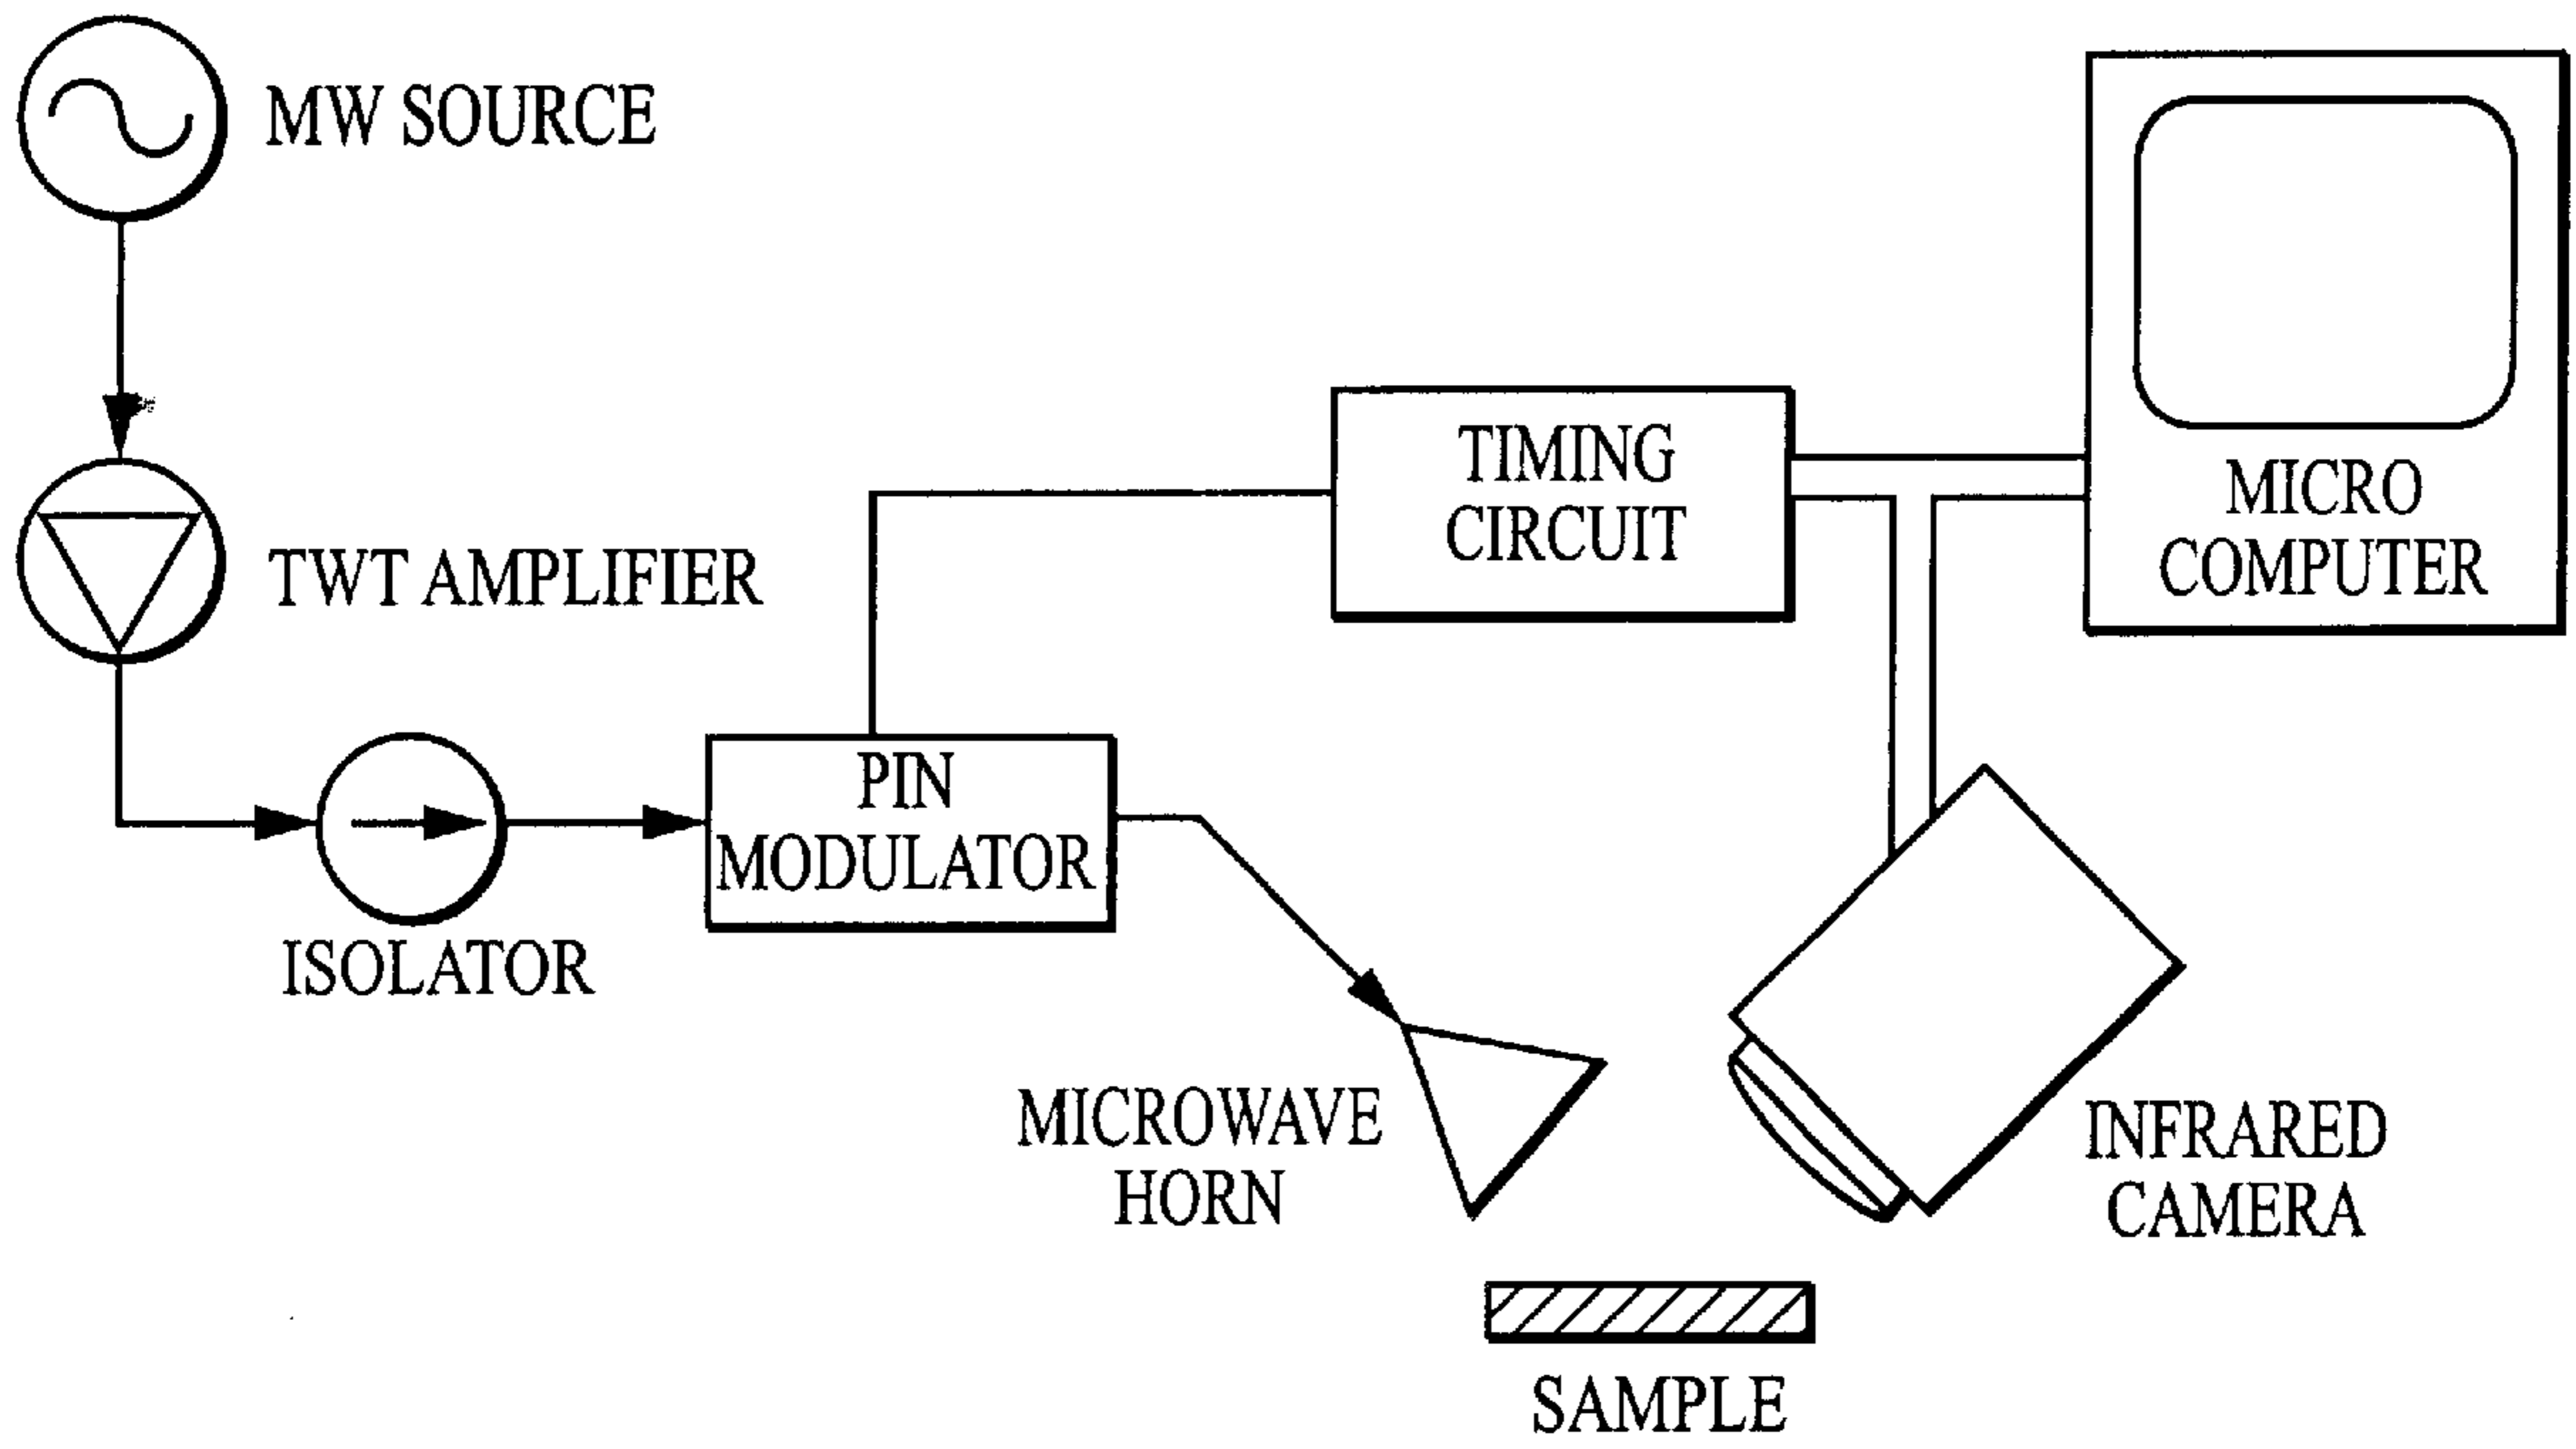 MW SOURCE
TWT AMPLIFIER
ISOLATOR
PIN
MODULATOR
TIMING
CIRCUIT
MICRO
COMPUTER
MICROWAVE
HORN
INFRARED
CAMERA
SAMPLE